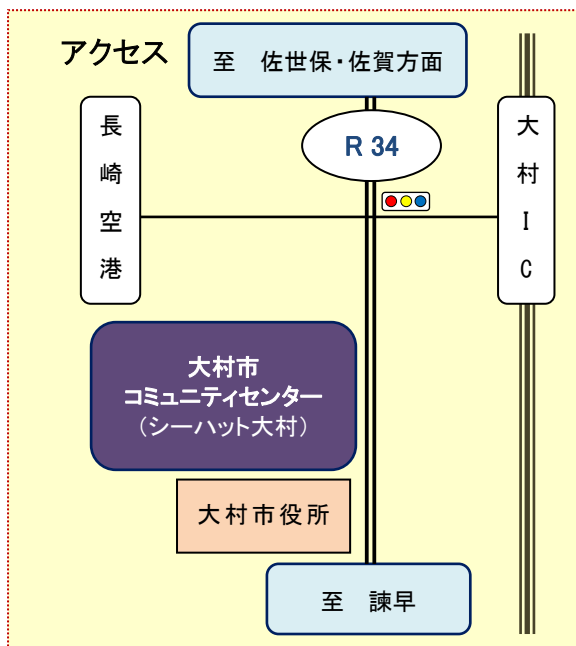 アクセス
至　佐世保・佐賀方面
長崎空港
R 34
大村IC
大村市
コミュニティセンター
（シーハット大村）
大村市役所
至　諫早